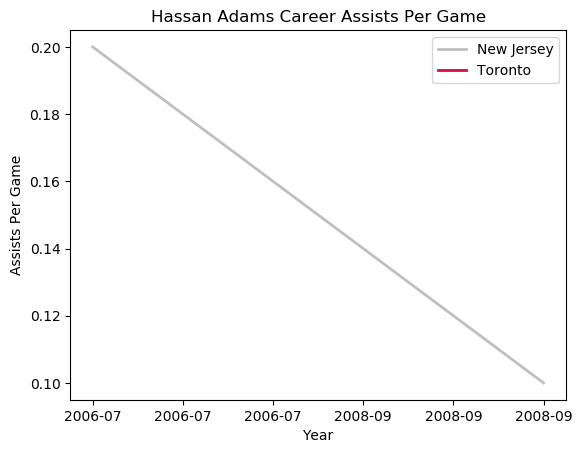 Hassan Adams Career Assists Per Game
New Jersey
Toronto
0.20
0.18
0.16
0.14
0.12
0.10
Assists Per Game
2006-07 2006-07 2006-07 2008-09 2008-09 2008-09
Year